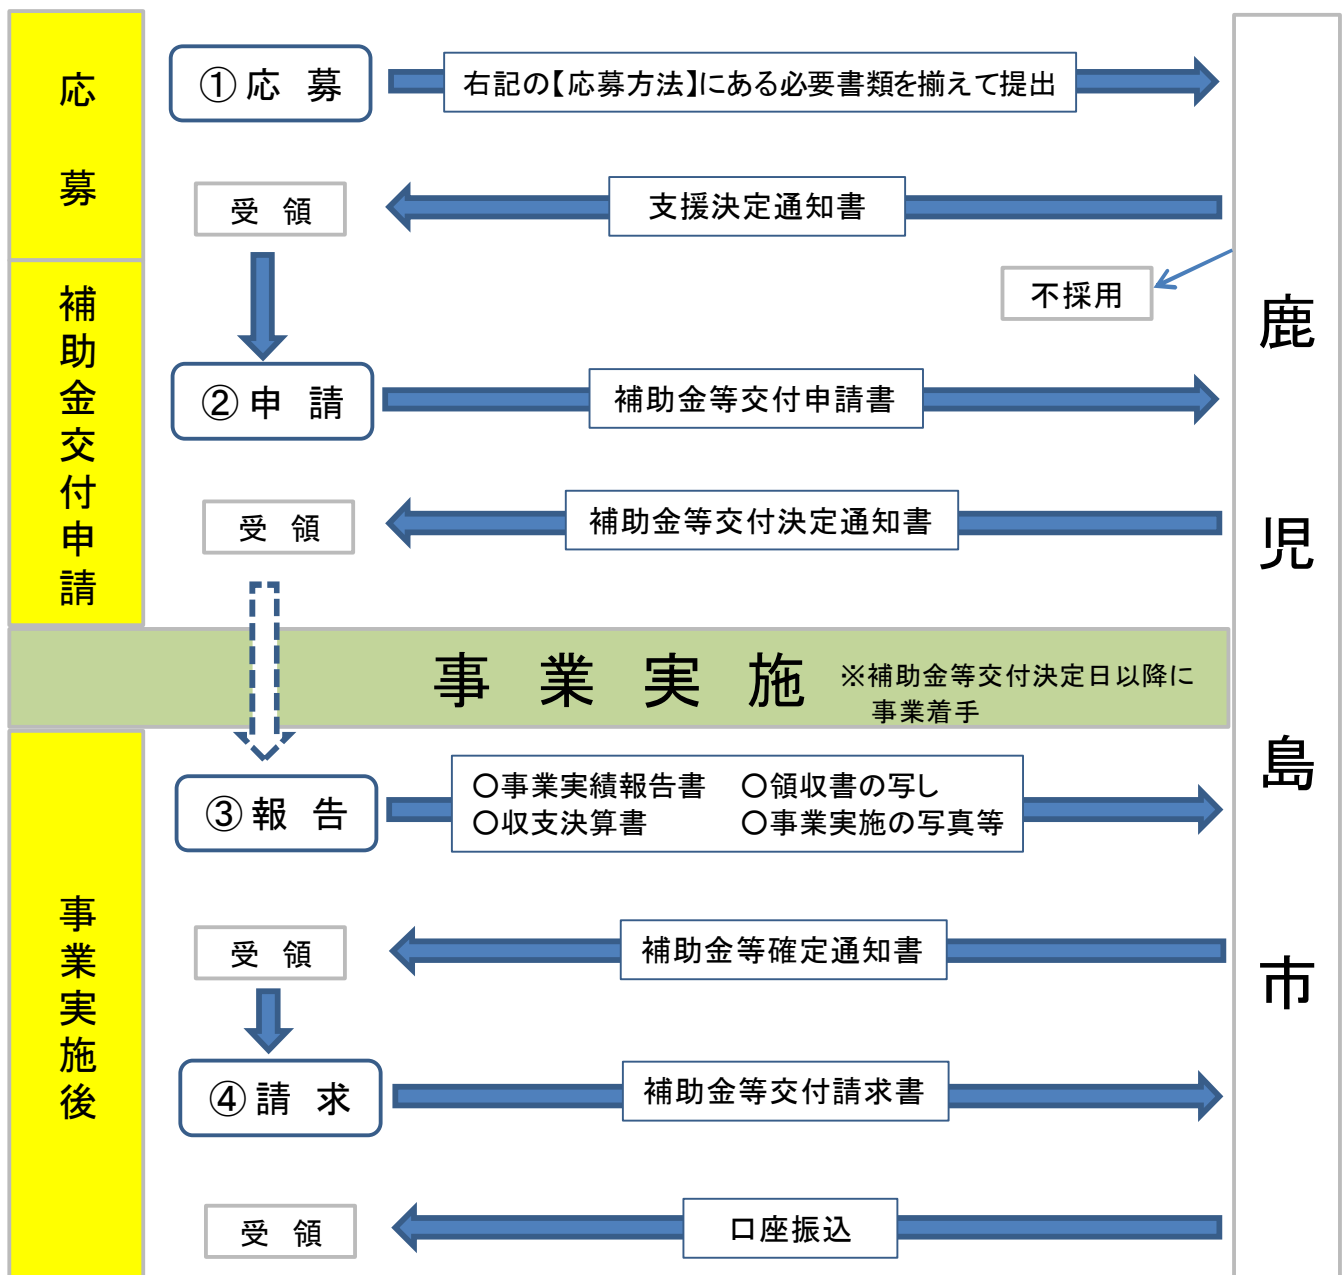 応募
①応 募
右記の【応募方法】にある必要書類を揃えて提出
受 領
支援決定通知書
不採用
補助金交付申請
②申 請
補助金等交付申請書
受 領
補助金等交付決定通知書
事 業 実 施
※補助金等交付決定日以降に
事業着手
事業実施後
③報 告
○事業実績報告書 ○領収書の写し
○収支決算書 ○事業実施の写真等
受 領
補助金等確定通知書
④請 求
補助金等交付請求書
受 領
口座振込
鹿児島市